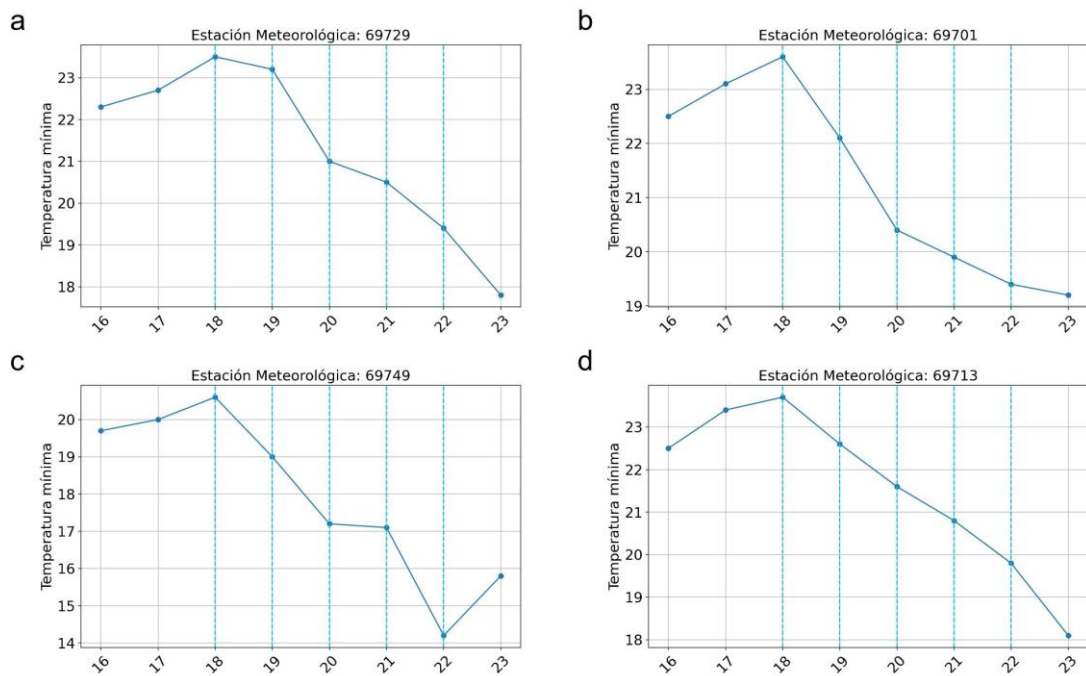 a
Estación Meteorológica: 69729
Temperatura mínima
23
22
21
20
19
18
16 17 18 19 20 21 22 23
b
Estación Meteorológica: 69701
Temperatura mínima
23
22
21
20
19
16 17 18 19 20 21 22 23
c
Estación Meteorológica: 69749
Temperatura mínima
20
19
18
17
16
15
14
16 17 18 19 20 21 22 23
d
Estación Meteorológica: 69713
Temperatura mínima
23
22
21
20
19
18
16 17 18 19 20 21 22 23